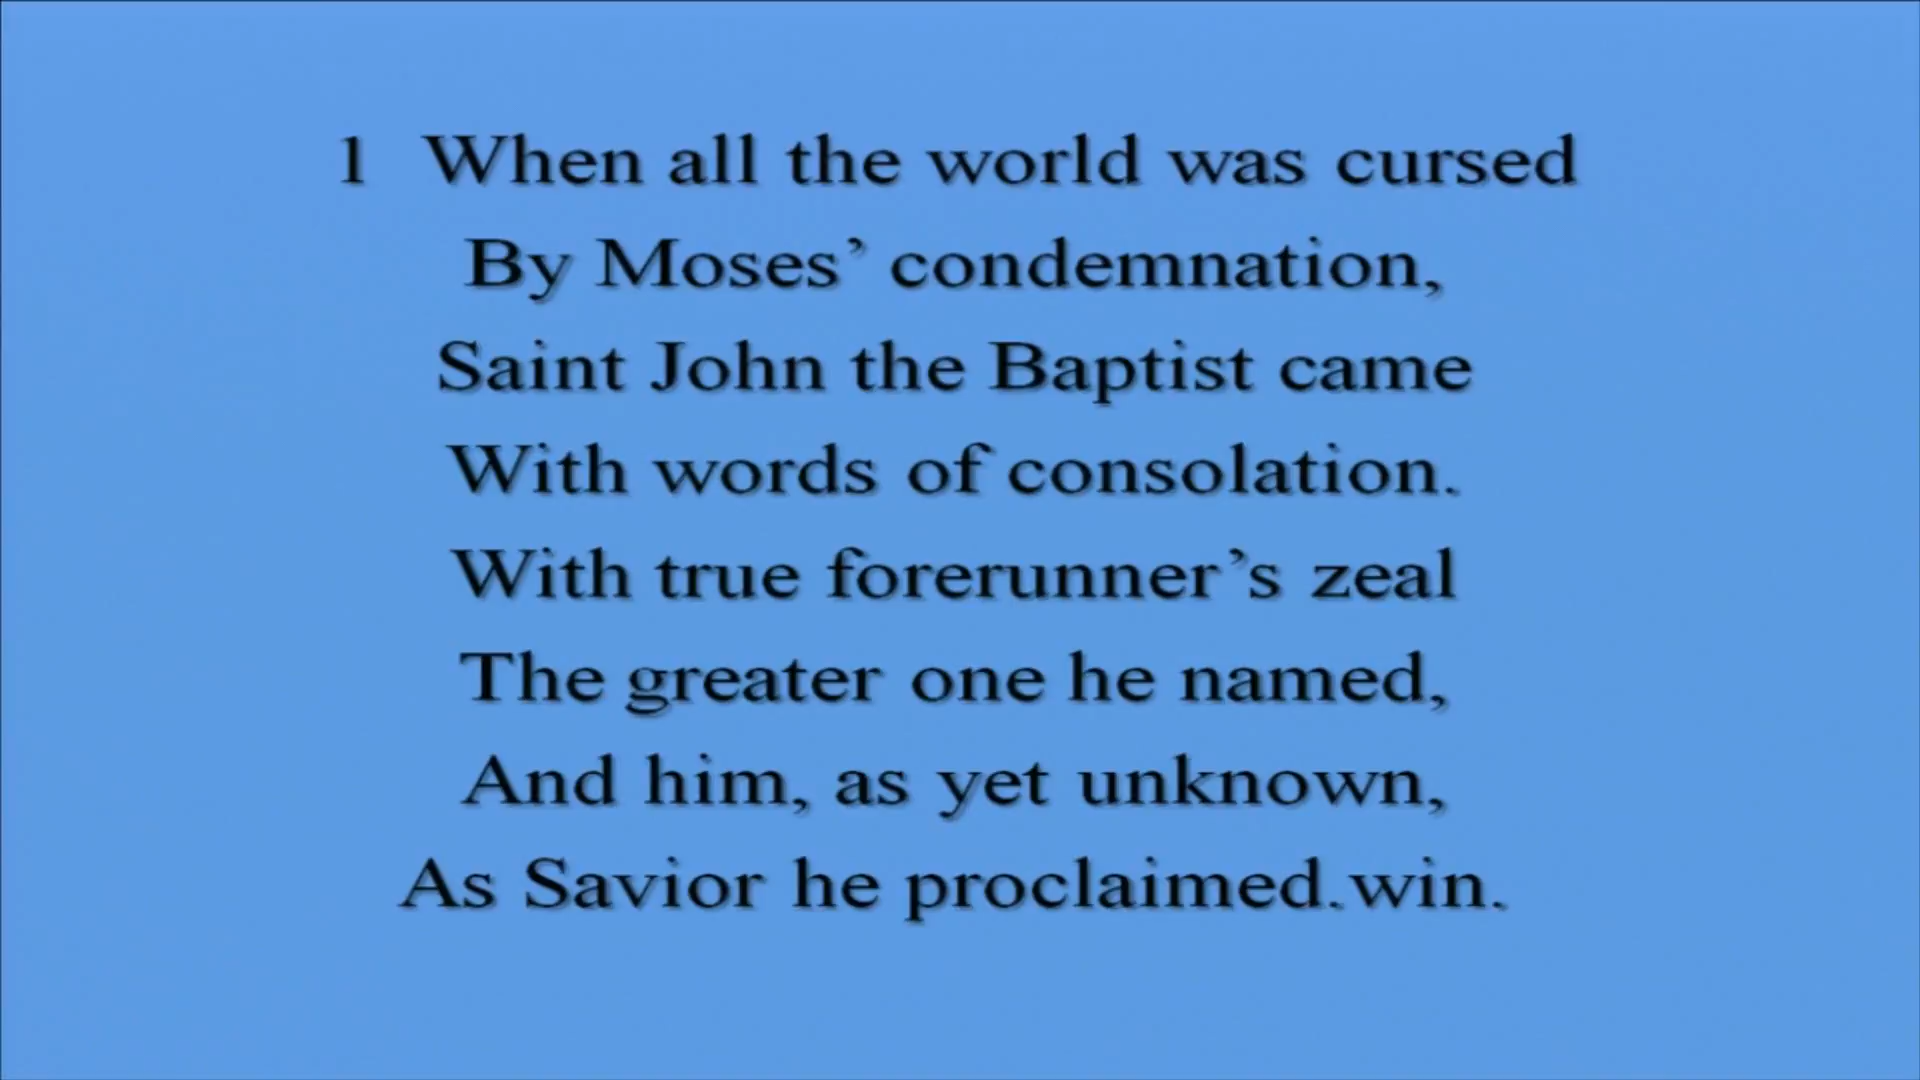 1 When all the world was cursed
By Moses’ condemnation,
Saint John the Baptist came
With words of consolation.
With true forerunner’s zeal
The greater one he named,
And him, as yet unknown,
As Savior he proclaimed.win.